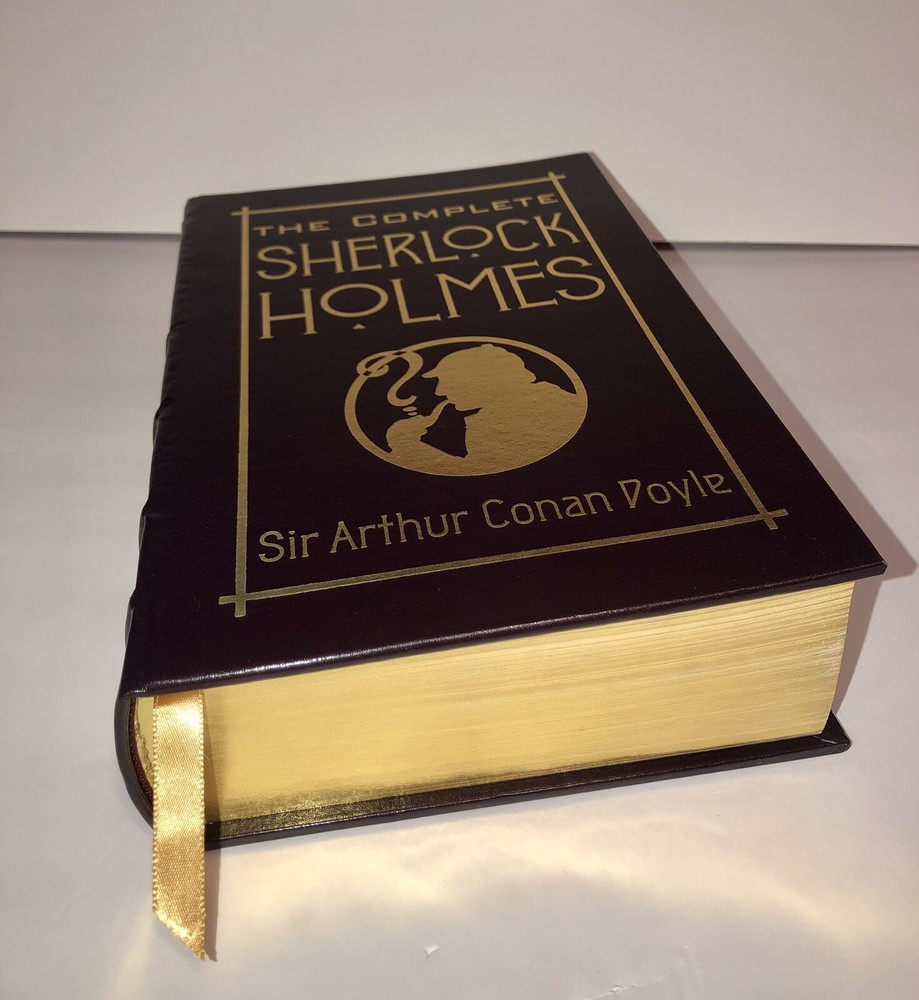 THE COMPLETE
SHERLOCK
HOLMES
Sir Arthur Conan Doyle